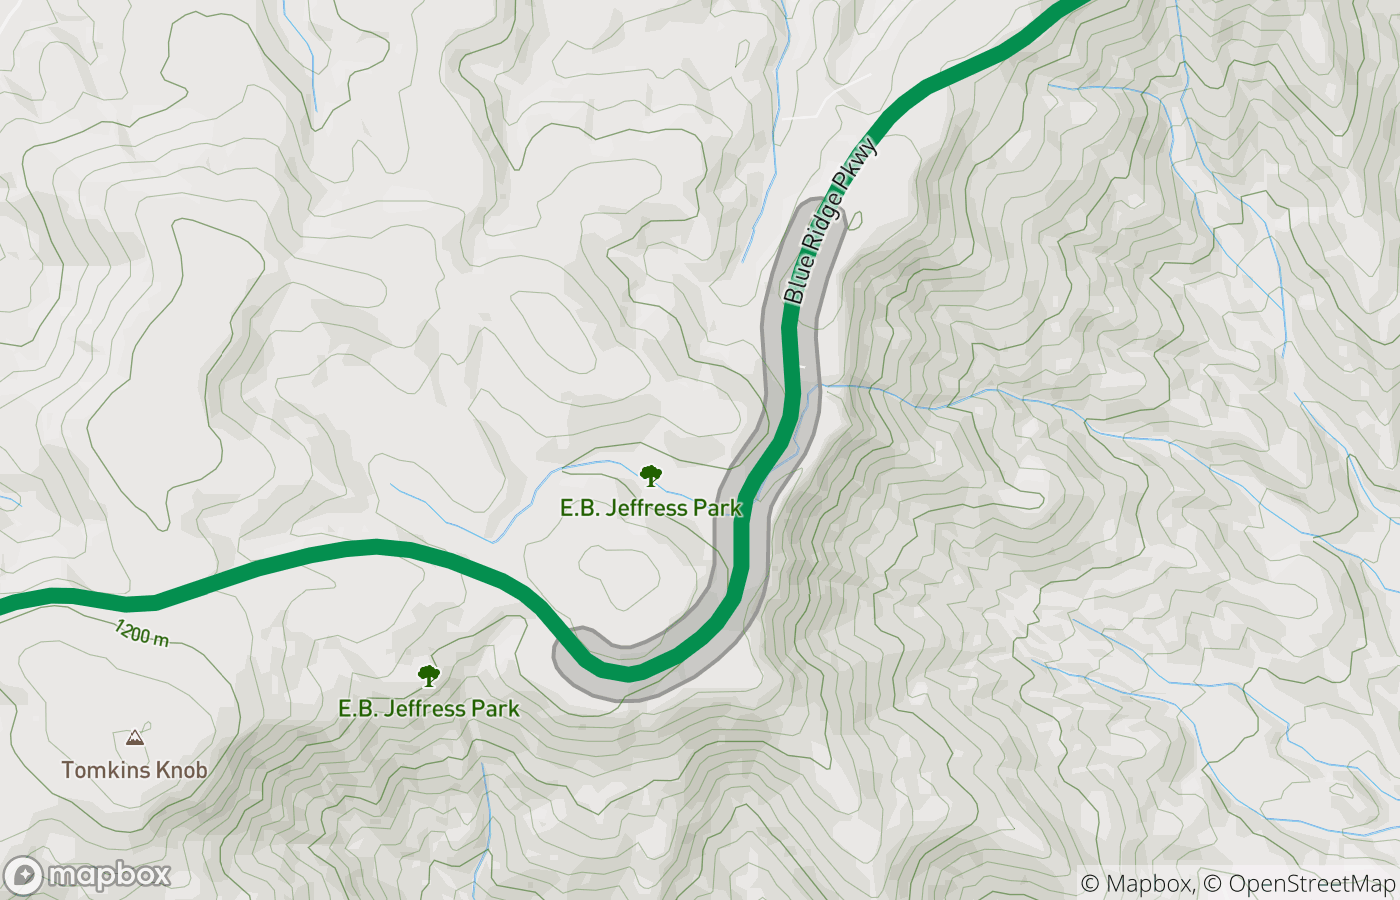 Blue Ridge Pkwy
E.B. Jeffress Park
1200 m
E.B. Jeffress Park
Tomkins Knob
mapbox
© Mapbox, © OpenStreetMap